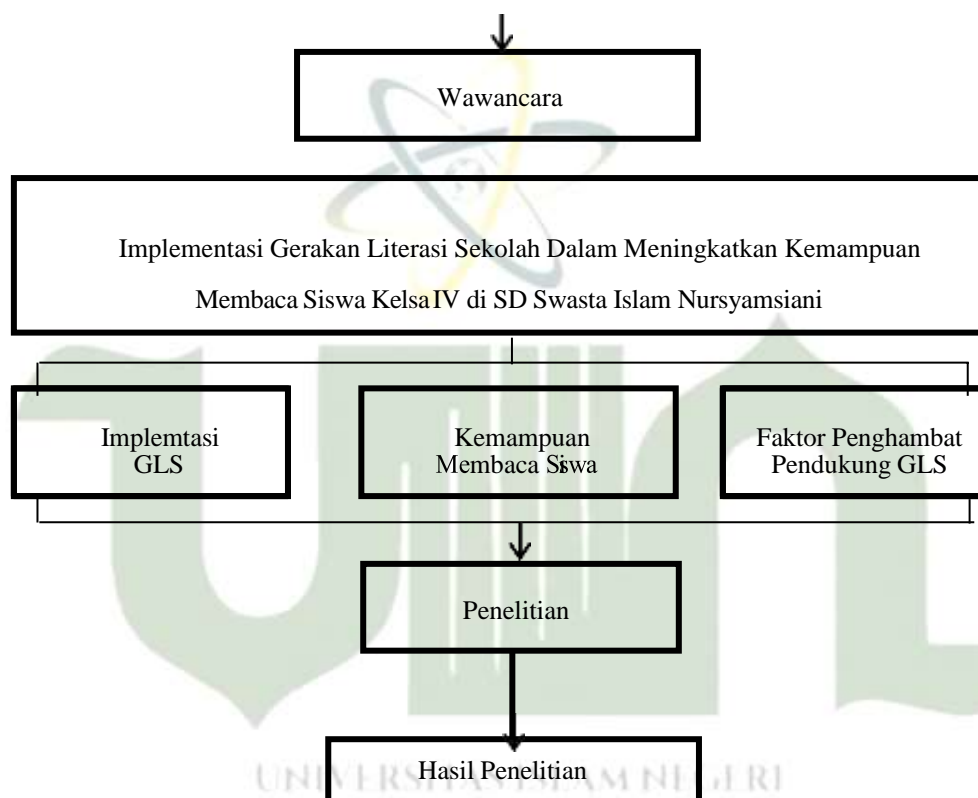 Wawancara
Implementasi Gerakan Literasi Sekolah Dalam Meningkatkan Kemampuan
Membaca Siswa Kelsa IV di SD Swasta Islam Nursyamsiani
Implemtasi
GLS
Kemampuan
Membaca Siswa
Faktor Penghambat
Pendukung GLS
Penelitian
Hasil Penelitian
UNIVERSITAS ISLAM NEGERI